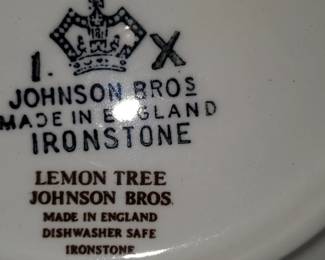 1. X
JOHNSON BROS
MADE IN ENGLAND
IRONSTONE
LEMON TREE
JOHNSON BROS.
MADE IN ENGLAND
DISHWASHER SAFE
IRONSTONE